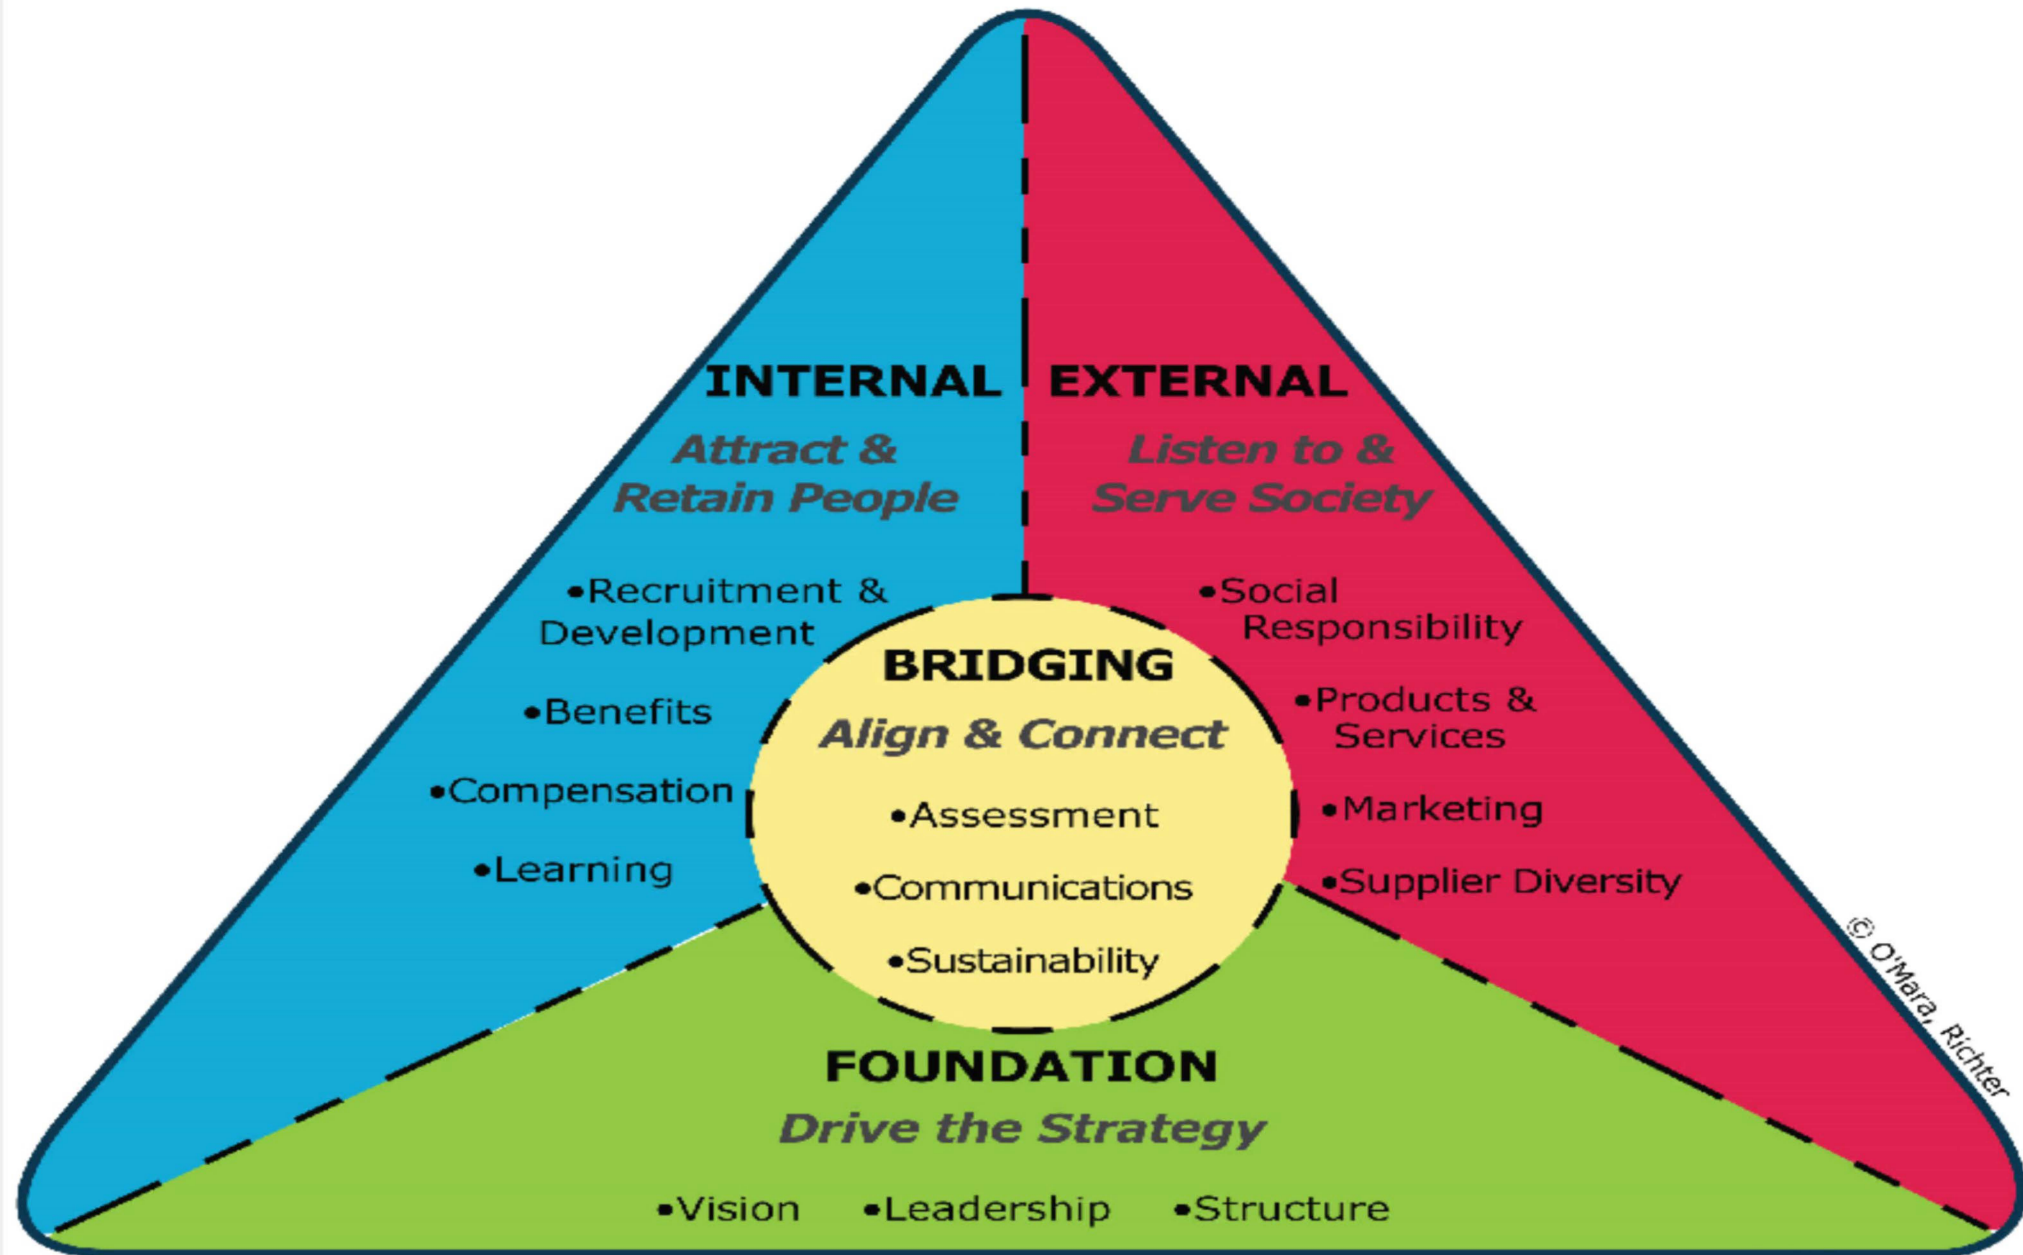 INTERNAL
Attract &
Retain People
•Recruitment &
Development
•Benefits
•Compensation
•Learning
EXTERNAL
Listen to &
Serve Society
•Social
Responsibility
•Products &
Services
•Marketing
•Supplier Diversity
BRIDGING
Align & Connect
•Assessment
•Communications
•Sustainability
FOUNDATION
Drive the Strategy
•Vision •Leadership •Structure
© O'Mara, Richter